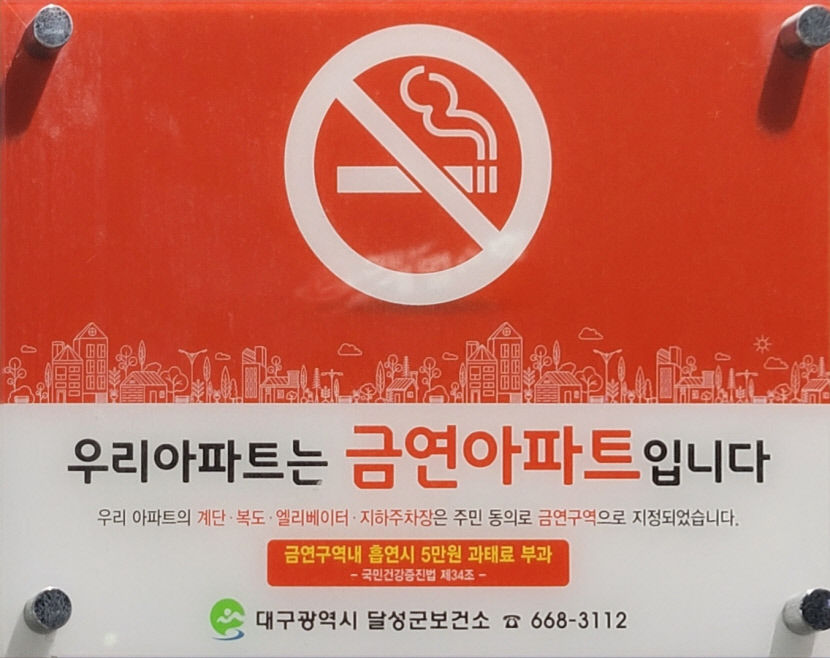 우리아파트는 금연아파트입니다
우리 아파트의 계단·복도·엘리베이터·지하주차장은 주민 동의로 금연구역으로 지정되었습니다.
금연구역내 흡연시 5만원 과태료 부과
- 국민건강증진법 제34조 -
대구광역시 달성군보건소 ☎ 668-3112